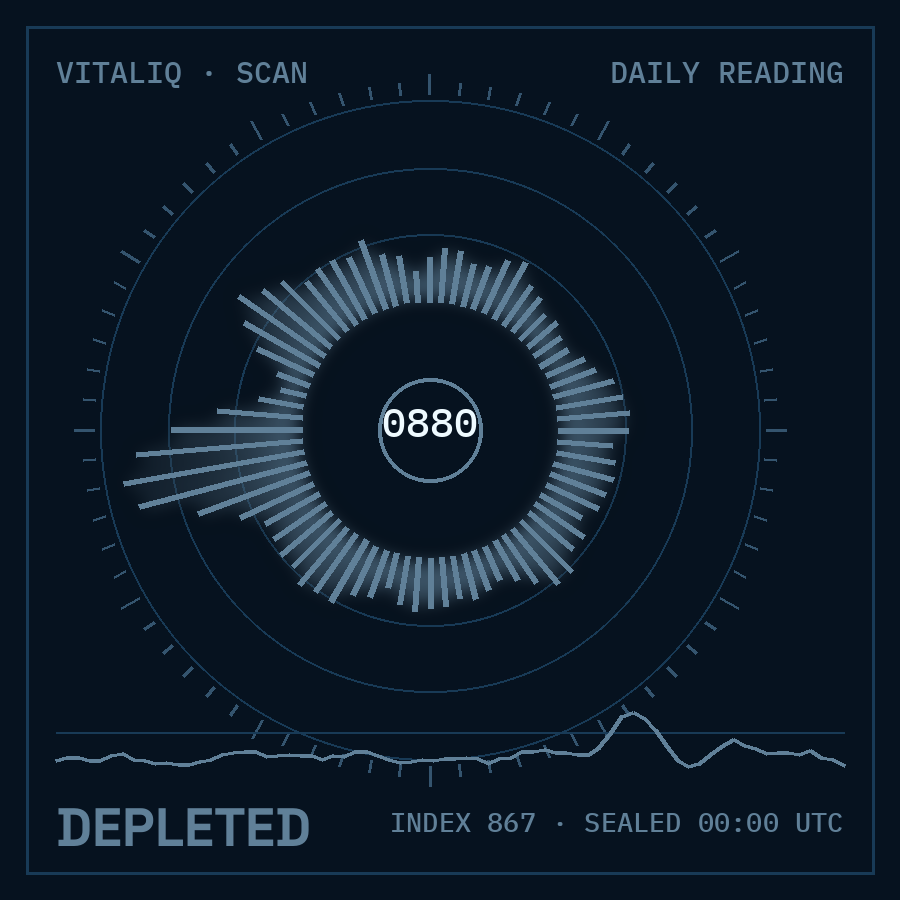 VITALIQ · SCAN
DAILY READING
0880
DEPLETED
INDEX 867 · SEALED 00:00 UTC